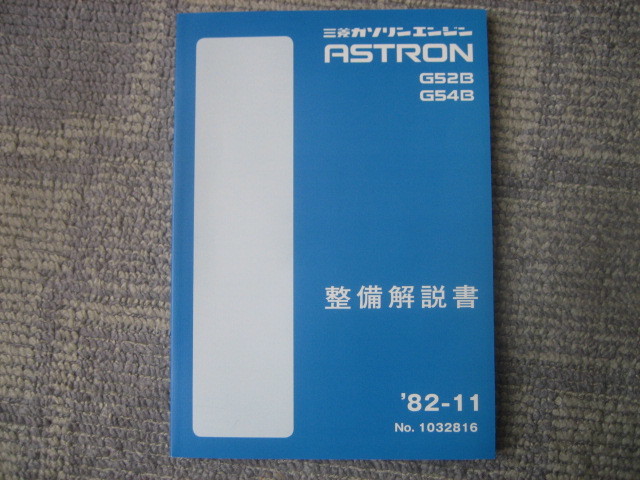 三菱ガソリンエンジン
ASTRON
G52B
G54B
整備解説書
'82-11
No. 1032816